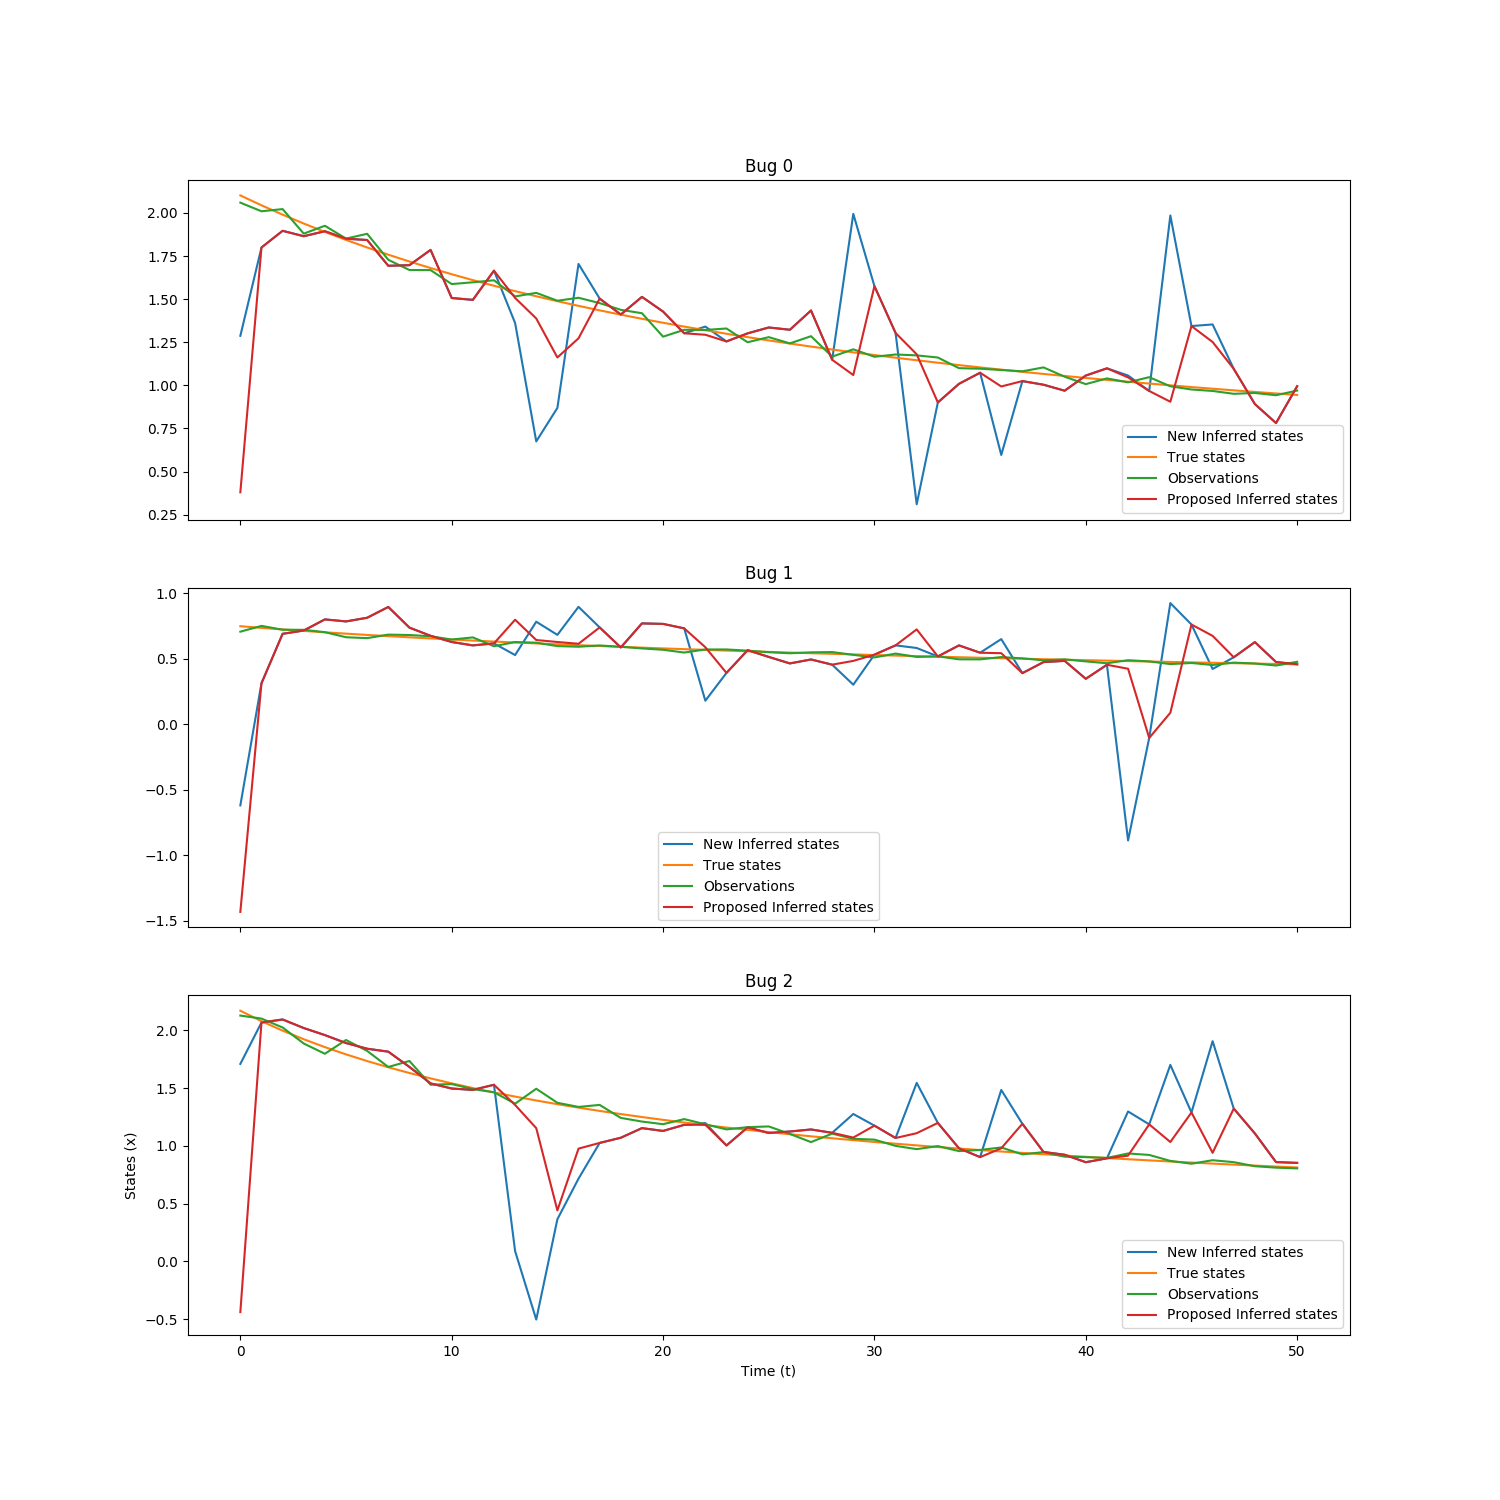 Bug 0
2.00
1.75
1.50
1.25
1.00
0.75
0.50
0.25
New Inferred states
True states
Observations
Proposed Inferred states
Bug 1
1.0
0.5
0.0
−0.5
−1.0
−1.5
New Inferred states
True states
Observations
Proposed Inferred states
Bug 2
States (x)
2.0
1.5
1.0
0.5
0.0
−0.5
New Inferred states
True states
Observations
Proposed Inferred states
0 10 20 30 40 50
Time (t)